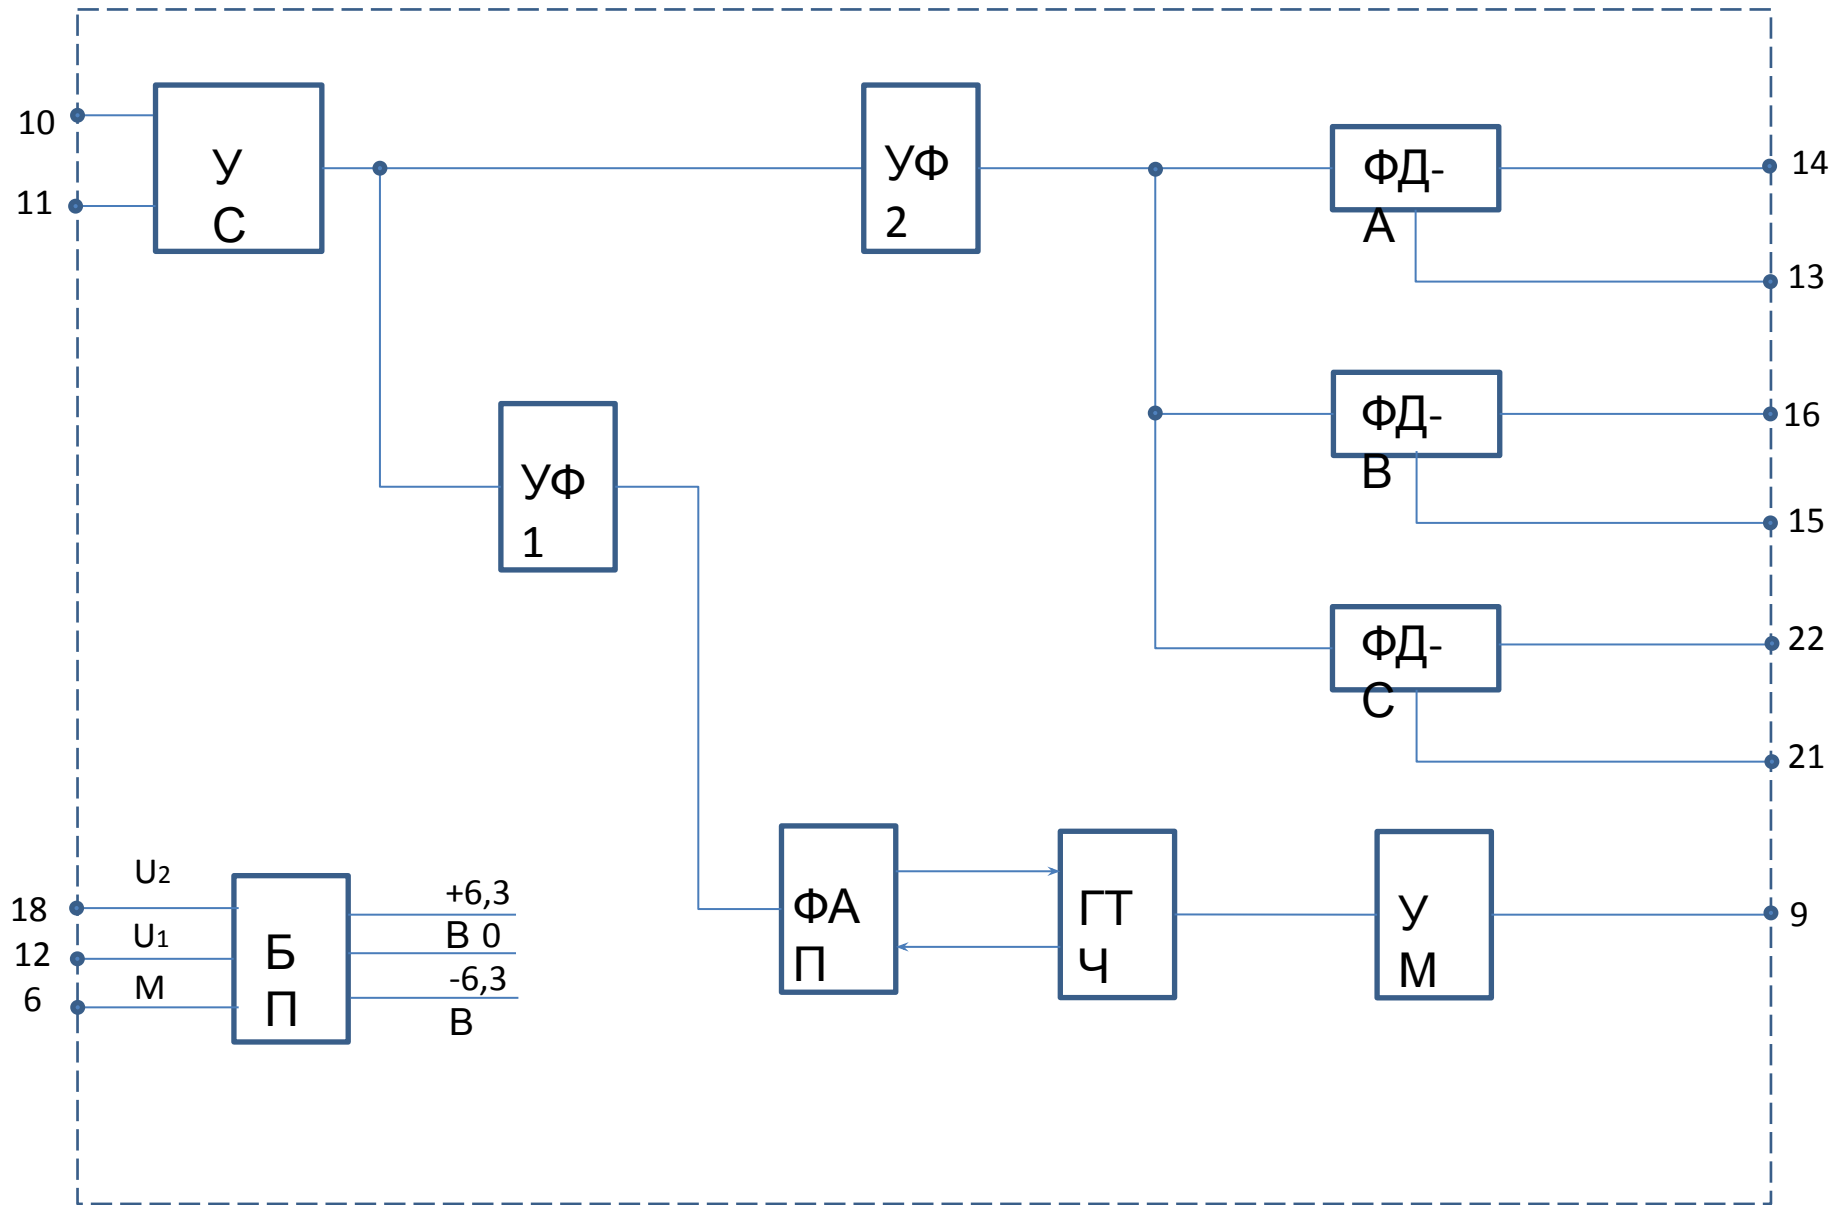 10
11
У
С
УФ
2
ФД-
А
14
13
ФД-
В
16
15
УФ
1
ФД-
С
22
21
U2
18
U1
12
М
6
Б
П
+6,3
В 0
-6,3
В
ФА
П
ГТ
Ч
У
М
9